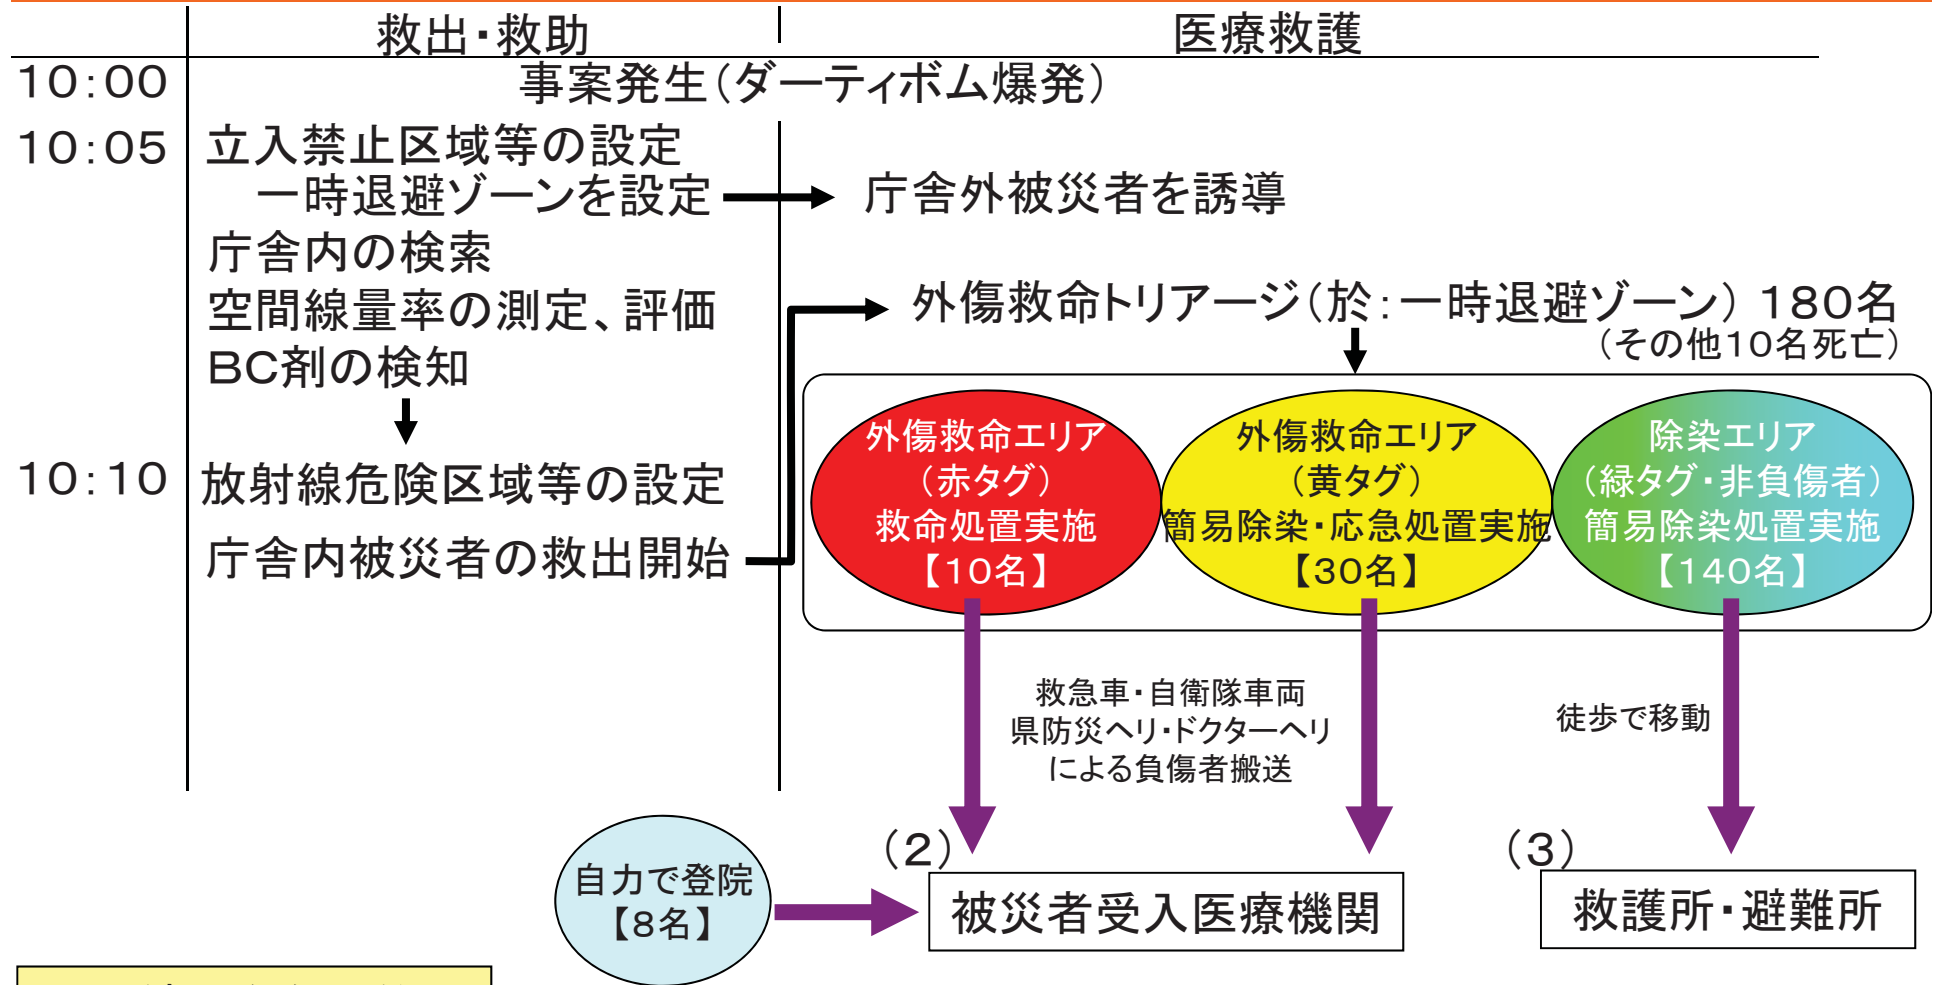 救出・救助
医療救護
10:00
事案発生（ダーティボム爆発）
10:05
立入禁止区域等の設定
一時退避ゾーンを設定
庁舎外被災者を誘導
庁舎内の検索
空間線量率の測定、評価
BC剤の検知
外傷救命トリアージ（於：一時退避ゾーン）180名
（その他10名死亡）
10:10
放射線危険区域等の設定
庁舎内被災者の救出開始
外傷救命エリア
（赤タグ）
救命処置実施
【10名】
外傷救命エリア
（黄タグ）
簡易除染・応急処置実施
【30名】
除染エリア
（緑タグ・非負傷者）
簡易除染処置実施
【140名】
救急車・自衛隊車両
県防災ヘリ・ドクターヘリ
による負傷者搬送
徒歩で移動
自力で登院
【8名】
（2）
被災者受入医療機関
（3）
救護所・避難所